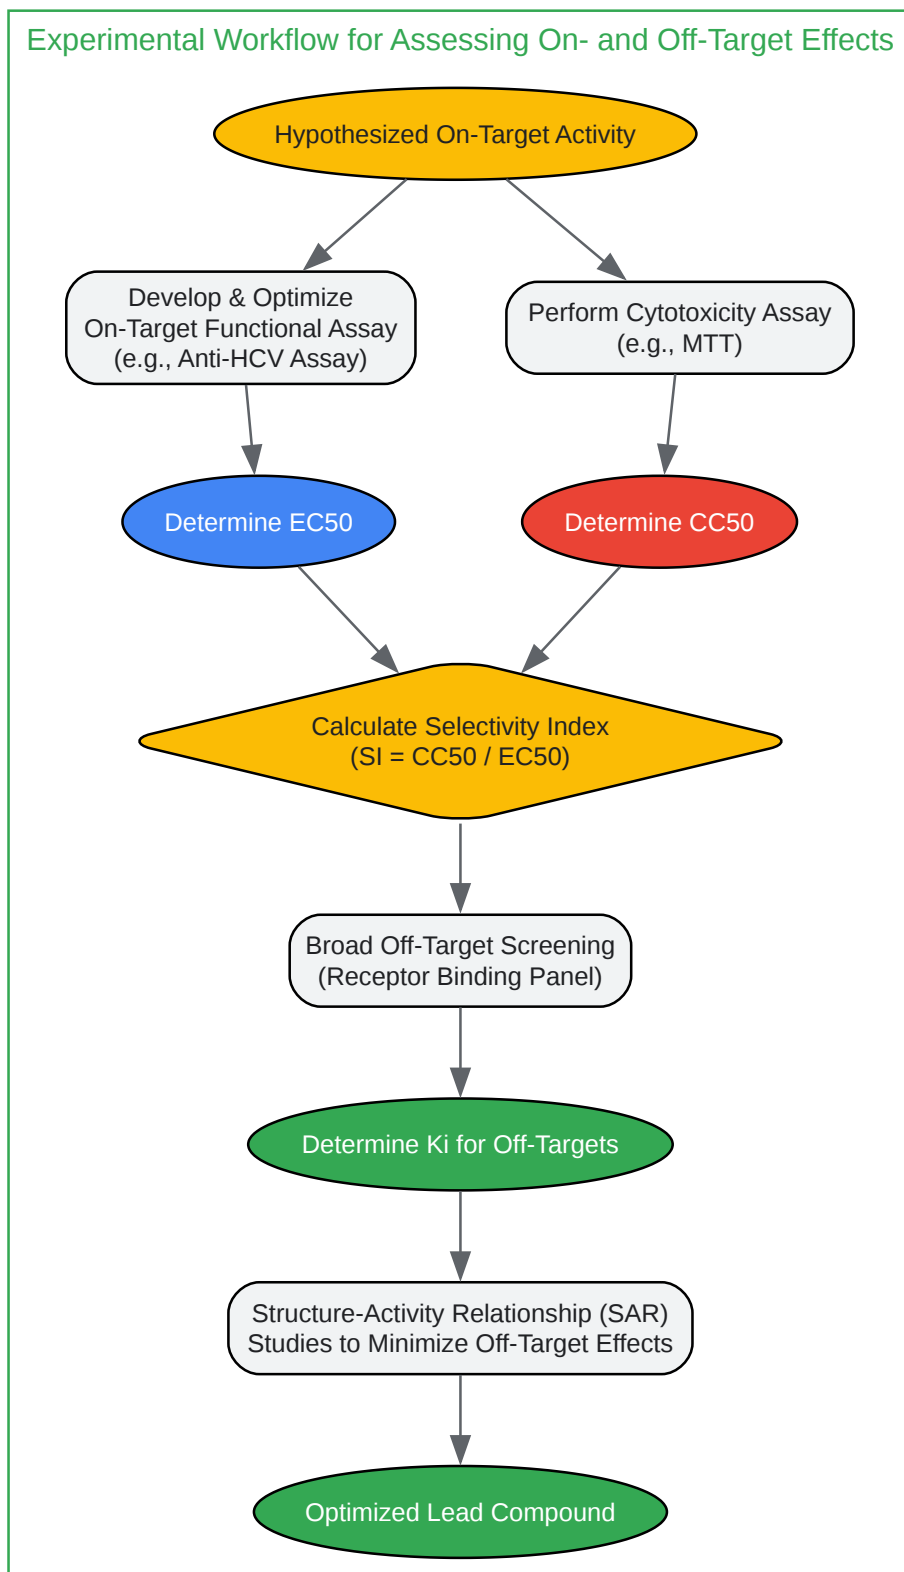 Experimental Workflow for Assessing On- and Off-Target Effects
Hypothesized On-Target Activity
Develop & Optimize
On-Target Functional Assay
(e.g., Anti-HCV Assay)
Perform Cytotoxicity Assay
(e.g., MTT)
Determine EC50
Determine CC50
Calculate Selectivity Index
(SI = CC50 / EC50)
Broad Off-Target Screening
(Receptor Binding Panel)
Determine Ki for Off-Targets
Structure-Activity Relationship (SAR)
Studies to Minimize Off-Target Effects
Optimized Lead Compound